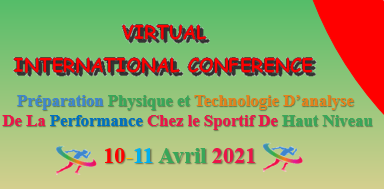 VIRTUAL
INTERNATIONAL CONFERENCE
Préparation Physique et Technologie D'analyse
De La Performance Chez le Sportif De Haut Niveau
10-11 Avril 2021